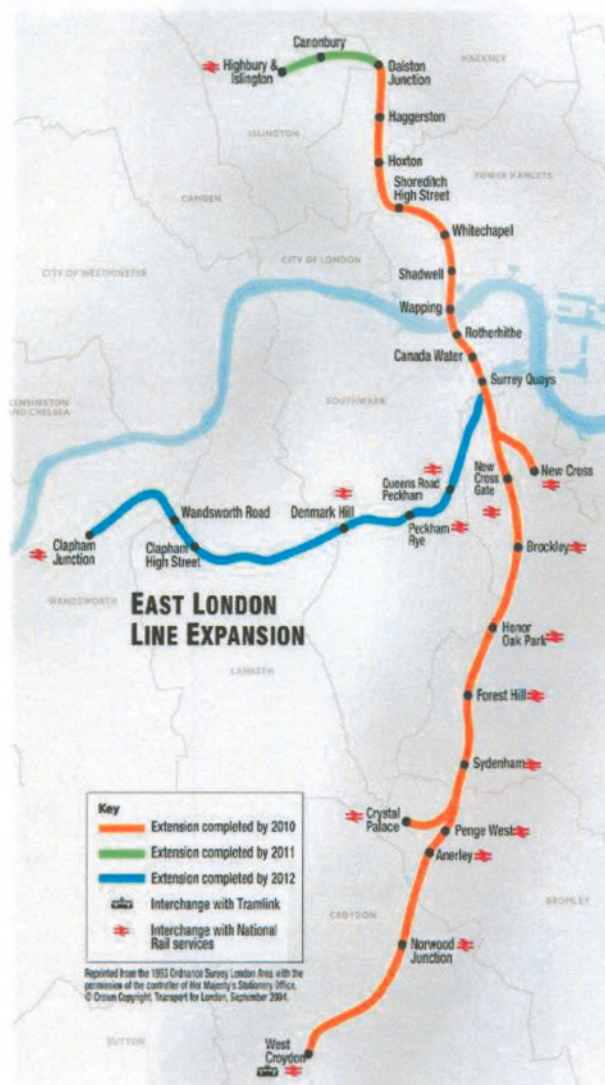 Canonbury
Highbury &
Islington
Dalston
Junction
HACKNEY
Haggerston
ISLINGTON
Hoxton
TOWER HAMLETS
Shoreditch
High Street
CAMDEN
Whitechapel
CITY OF LONDON
CITY OF WESTMINSTER
Shadwell
Wapping
Rotherhithe
Canada Water
Surrey Quays
KENSINGTON
AND CHELSEA
SOUTHWARK
Queens Road
Peckham
New
Cross
Gate
New Cross
Wandsworth Road
Denmark Hill
Peckham
Rye
Clapham
Junction
Clapham
High Street
Brockley
WANDSWORTH
EAST LONDON
LINE EXPANSION
Honor
Oak Park
LAMBETH
Forest Hill
Sydenham
Crystal
Palace
Penge West
Anerley
Key
Extension completed by 2010
Extension completed by 2011
Extension completed by 2012
Interchange with Tramlink
Interchange with National
Rail services
BROMLEY
CROYDON
Norwood
Junction
Reprinted from the 1993 Ordnance Survey London Area with the
permission of the controller of Her Majesty's Stationery Office.
© Crown Copyright, Transport for London, September 2004.
SUTTON
West
Croydon